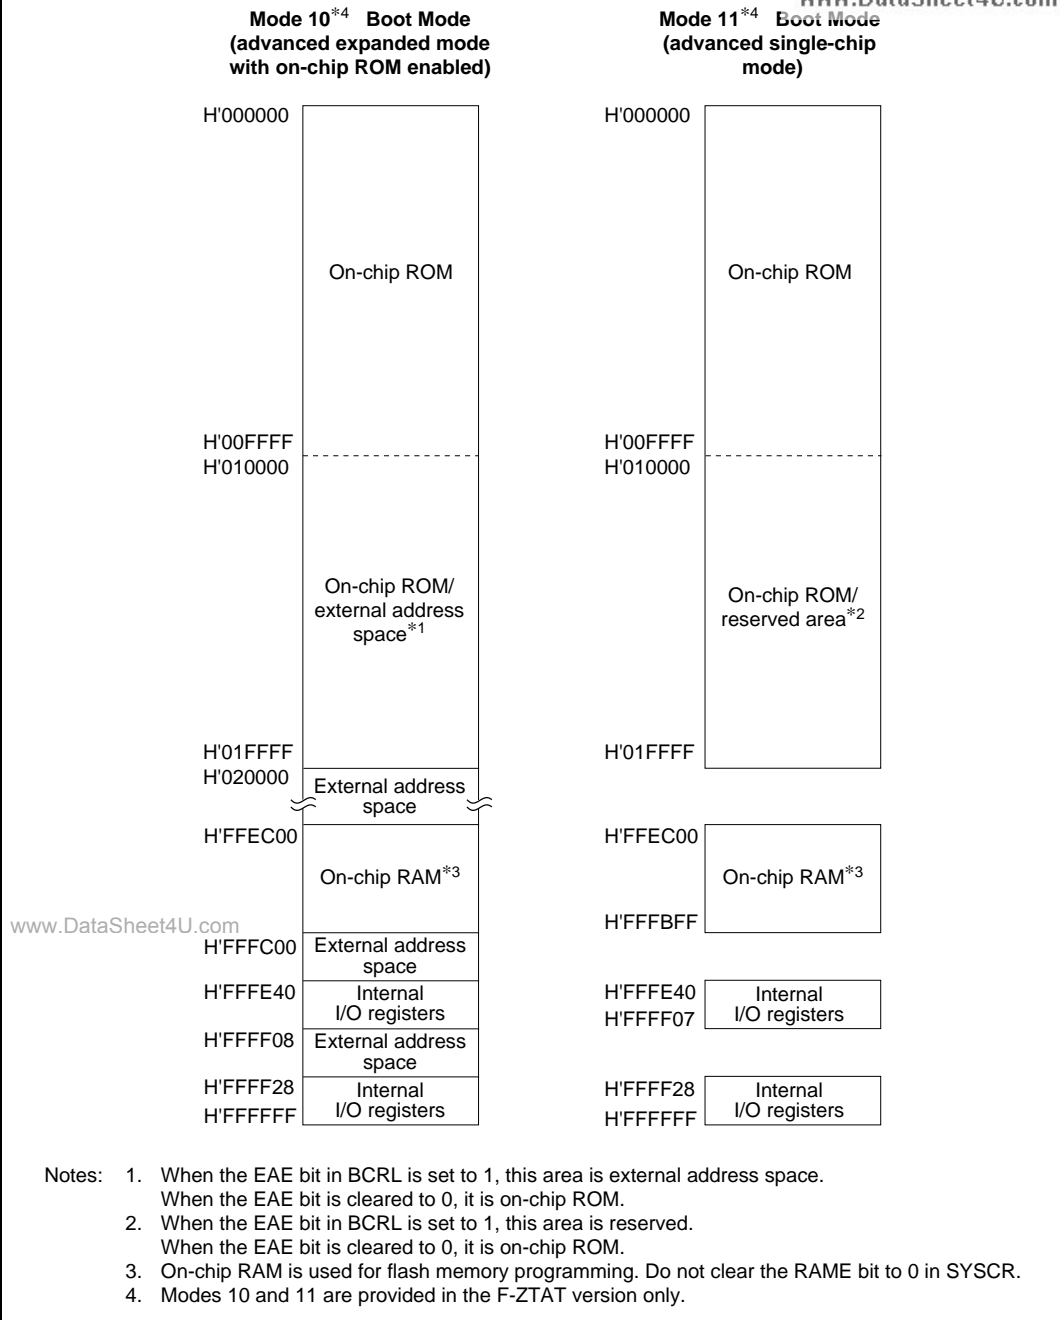 www.DataSheet4U.com
Mode 10*4 Boot Mode
(advanced expanded mode
with on-chip ROM enabled)
Mode 11*4 Boot Mode
(advanced single-chip
mode)
H'000000
On-chip ROM
H'00FFFF
H'010000
On-chip ROM/
external address
space*1
H'01FFFF
H'020000
External address
space
H'FFEC00
On-chip RAM*3
H'FFFC00
External address
space
H'FFFE40
Internal
I/O registers
H'FFFF08
External address
space
H'FFFF28
Internal
I/O registers
H'FFFFFF
H'000000
On-chip ROM
H'00FFFF
H'010000
On-chip ROM/
reserved area*2
H'01FFFF
H'FFEC00
On-chip RAM*3
H'FFFBFF
H'FFFE40
Internal
I/O registers
H'FFFF07
H'FFFF28
Internal
I/O registers
H'FFFFFF
www.DataSheet4U.com
Notes: 1. When the EAE bit in BCRL is set to 1, this area is external address space.
When the EAE bit is cleared to 0, it is on-chip ROM.
2. When the EAE bit in BCRL is set to 1, this area is reserved.
When the EAE bit is cleared to 0, it is on-chip ROM.
3. On-chip RAM is used for flash memory programming. Do not clear the RAME bit to 0 in SYSCR.
4. Modes 10 and 11 are provided in the F-ZTAT version only.